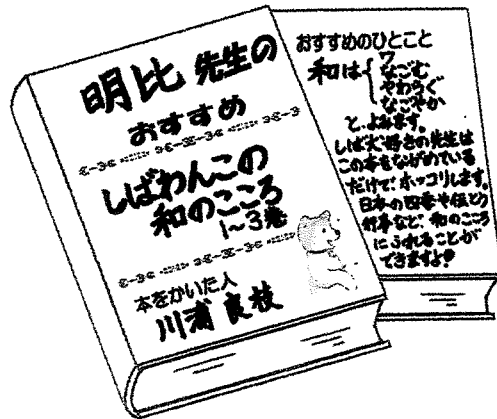 明比先生の
おすすめ
しばわんこの
和のこころ
1~3巻
本をかいた人
川浦良枝
おすすめのひとこと
和は{ワ
なごむ
やわらぐ
なごやか
と、よみます。
しば犬好きの先生は
この本をながめている
だけで、ホッコリします。
日本の四季や伝とう
行事など、和のこころ
にふれることが
できますよ!